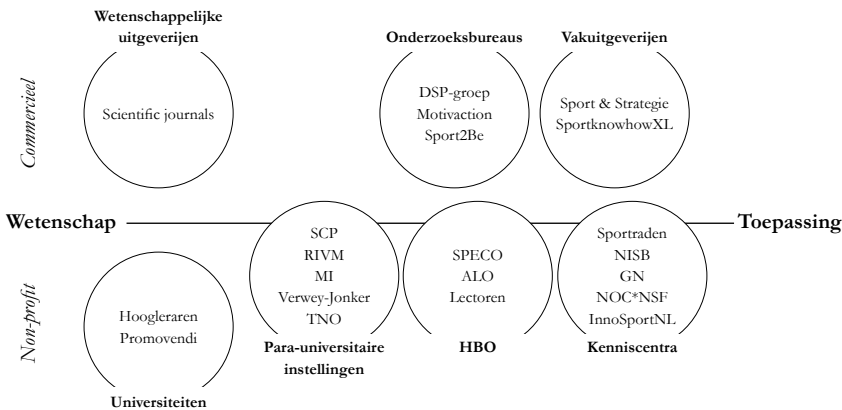 Wetenschappelijke
uitgeverijen
Onderzoeksbureaus
Vakuitgeverijen
Commercieel
Scientific journals
DSP-groep
Motivaction
Sport2Be
Sport & Strategie
SportknowhowXL
Wetenschap
Toepassing
Non-profit
Hoogleraren
Promovendi
Universiteiten
SCP
RIVM
MI
Verwey-Jonker
TNO
Para-universitaire
instellingen
SPECO
ALO
Lectoren
HBO
Sportraden
NISB
GN
NOC*NSF
InnoSportNL
Kenniscentra